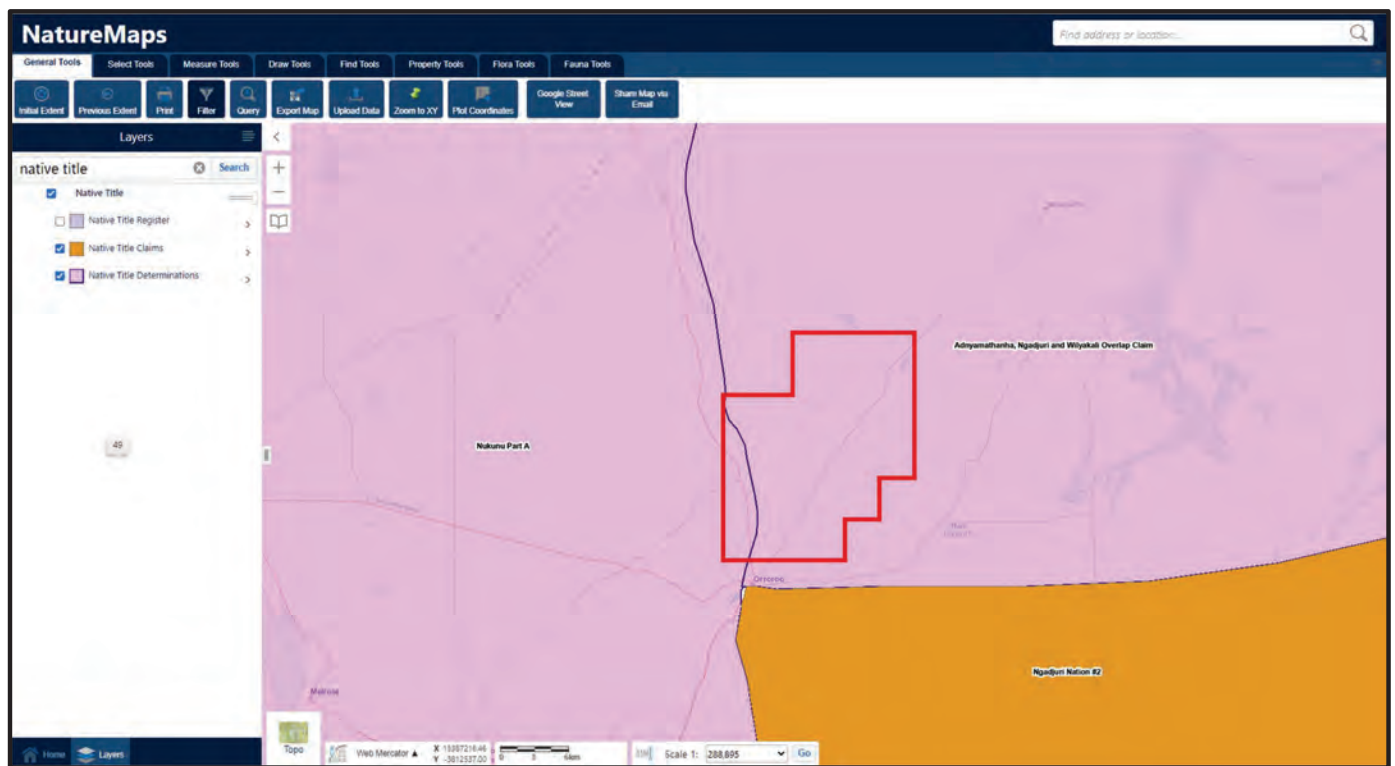 NatureMaps
Find address or location...
General Tools
Select Tools
Measure Tools
Draw Tools
Find Tools
Property Tools
Flora Tools
Fauna Tools
Initial Extent
Previous Extent
Print
Filter
Query
Export Map
Upload Data
Zoom to XY
Plot Coordinates
Google Street
View
Share Map via
Email
Layers
native title
Search
Native Title
Native Title Register
Native Title Claims
Native Title Determinations
49
Adnyamathanha, Ngadjuri and Wilyakali Overlap Claim
Nukunu Part A
Orroroo
Ngadjuri Nation #2
Melrose
Topo
Web Mercator
X
Y -3812537.00
0 3 6km
Scale 1: 288,895
Go
Home
Layers